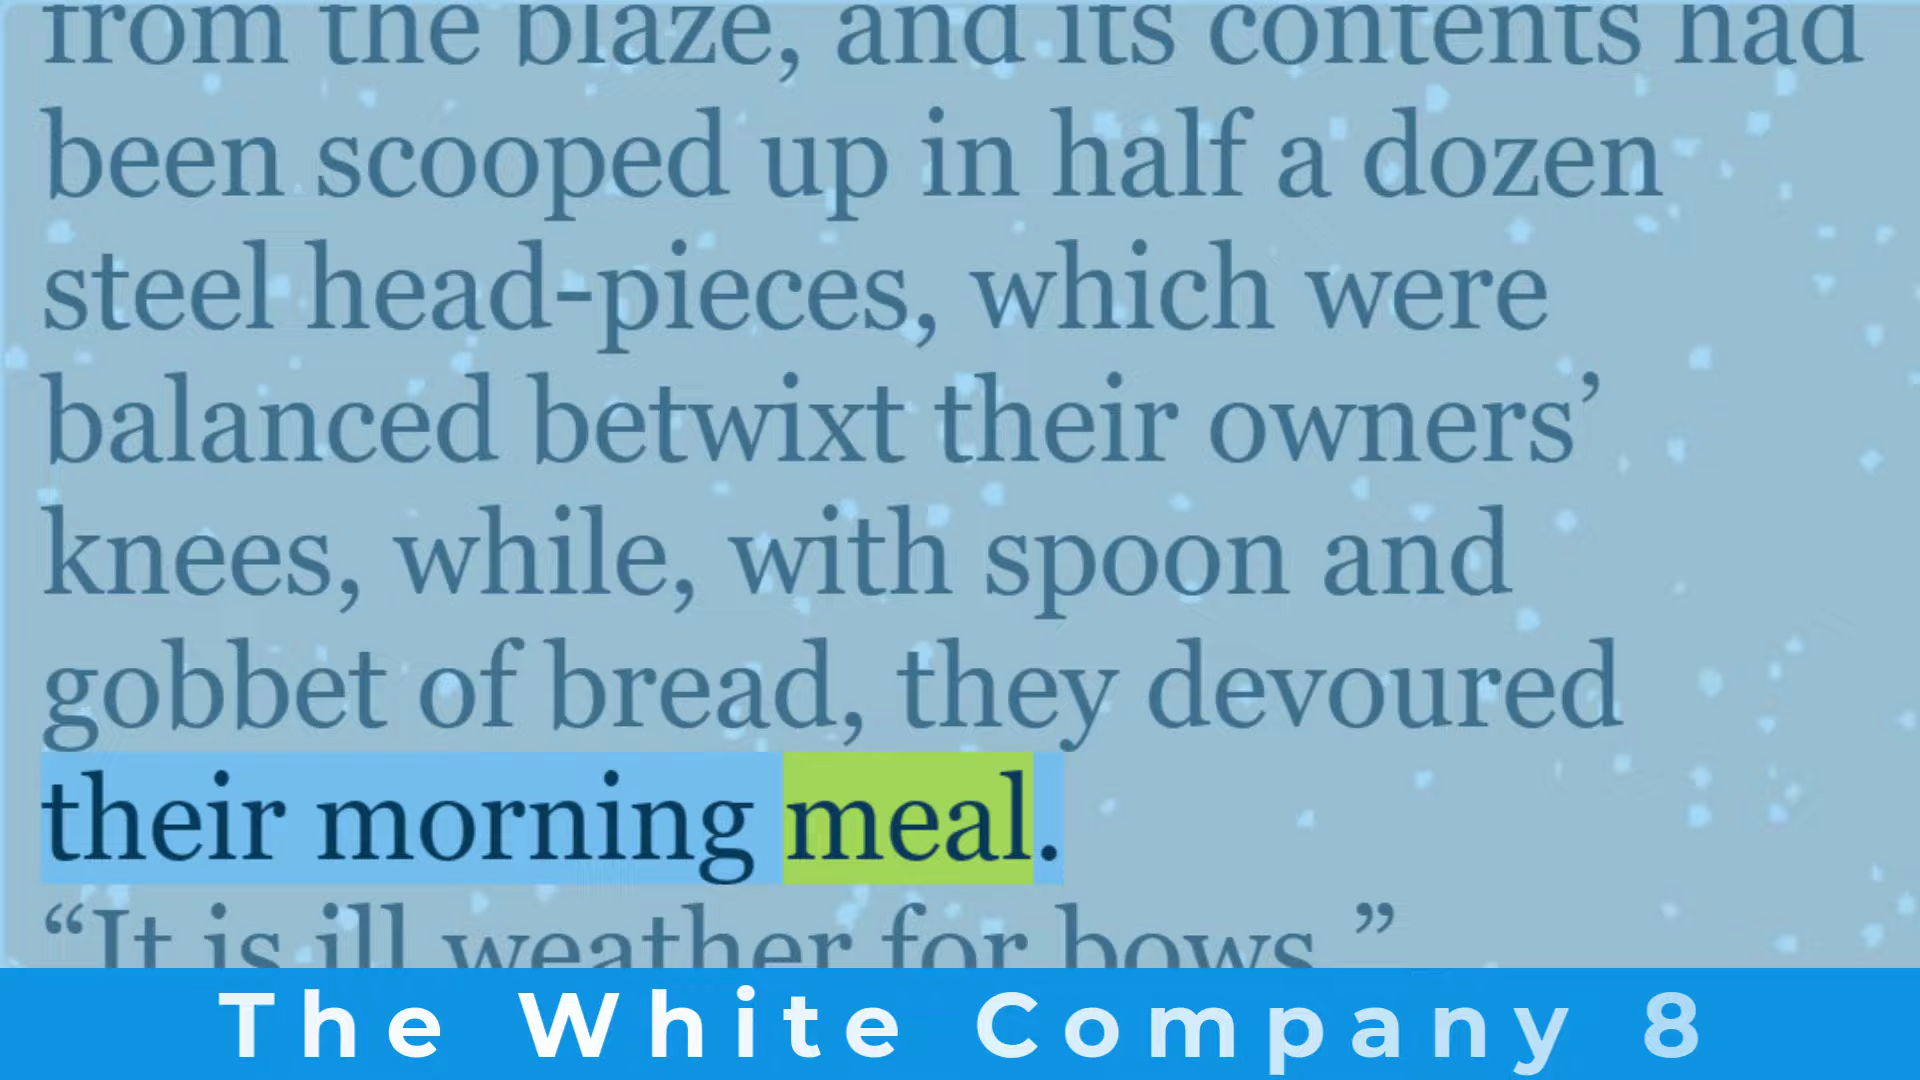 from the blaze, and its contents had
been scooped up in half a dozen
steel head-pieces, which were
balanced betwixt their owners’
knees, while, with spoon and
gobbet of bread, they devoured
their morning meal.
“It is ill weather for bows,”
The White Company 8